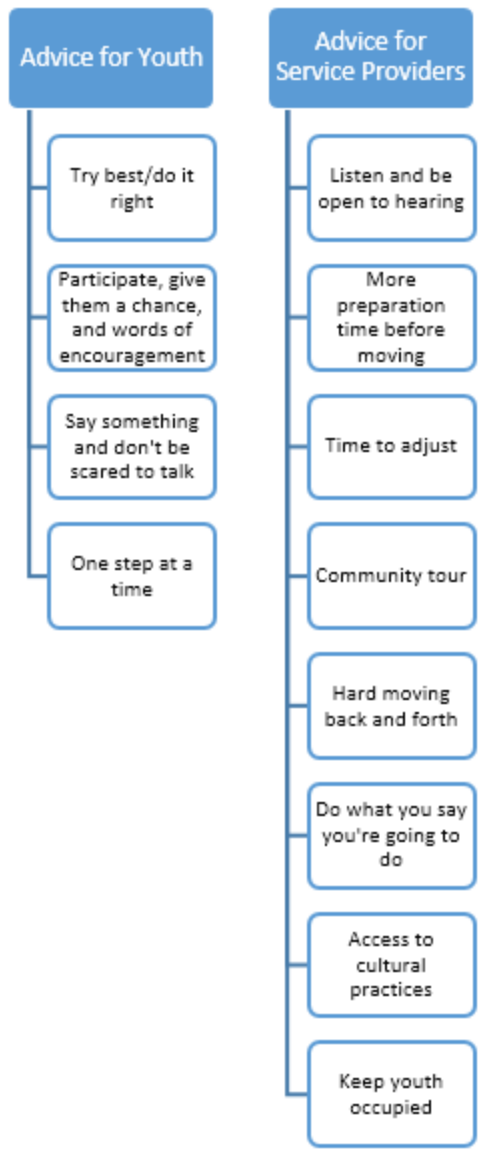 Advice for Youth
Try best/do it
right
Participate, give
them a chance,
and words of
encouragement
Say something
and don't be
scared to talk
One step at a
time
Advice for
Service Providers
Listen and be
open to hearing
More
preparation
time before
moving
Time to adjust
Community tour
Hard moving
back and forth
Do what you say
you're going to
do
Access to
cultural
practices
Keep youth
occupied